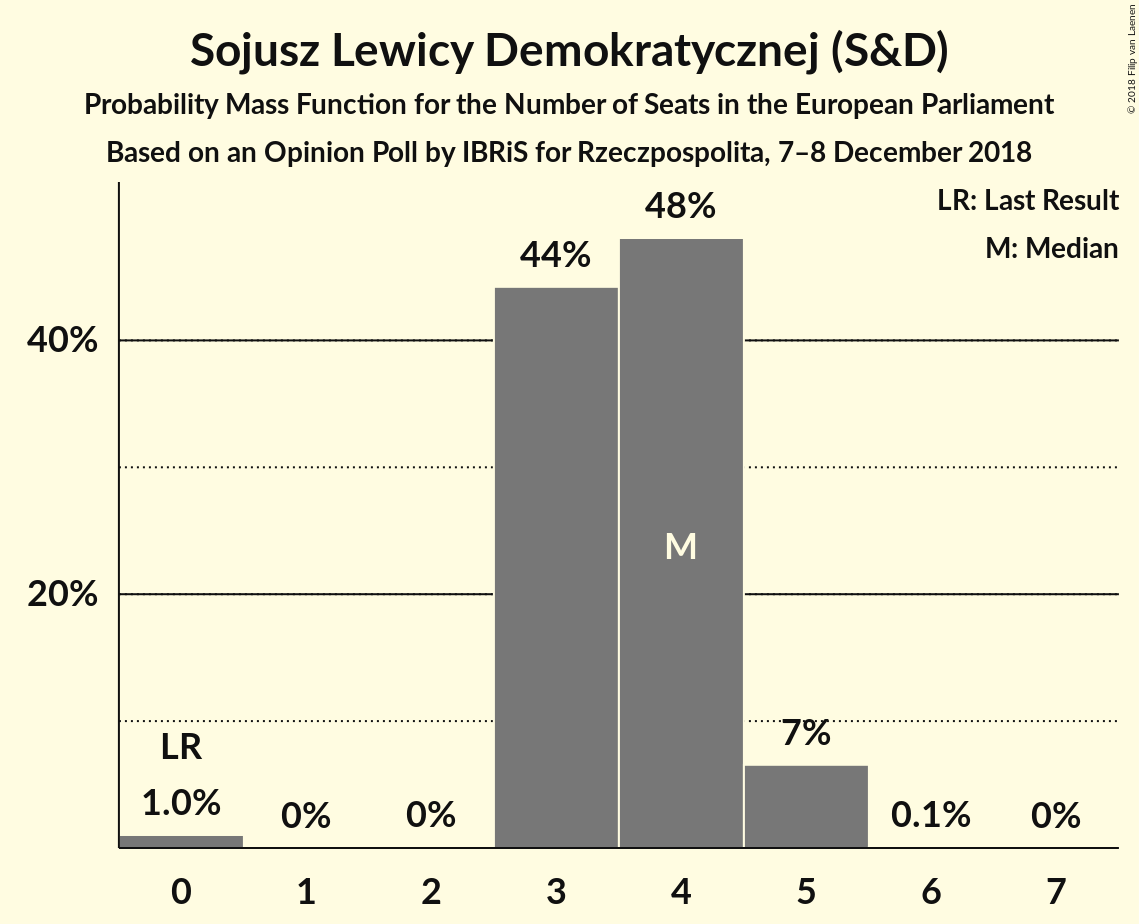 Sojusz Lewicy Demokratycznej (S&D)
Probability Mass Function for the Number of Seats in the European Parliament
Based on an Opinion Poll by IBRiS for Rzeczpospolita, 7–8 December 2018
© 2018 Filip van Laenen
LR: Last Result
M: Median
48%
44%
40%
M
20%
7%
LR
1.0%
0%
0%
0.1%
0%
0 1 2 3 4 5 6 7